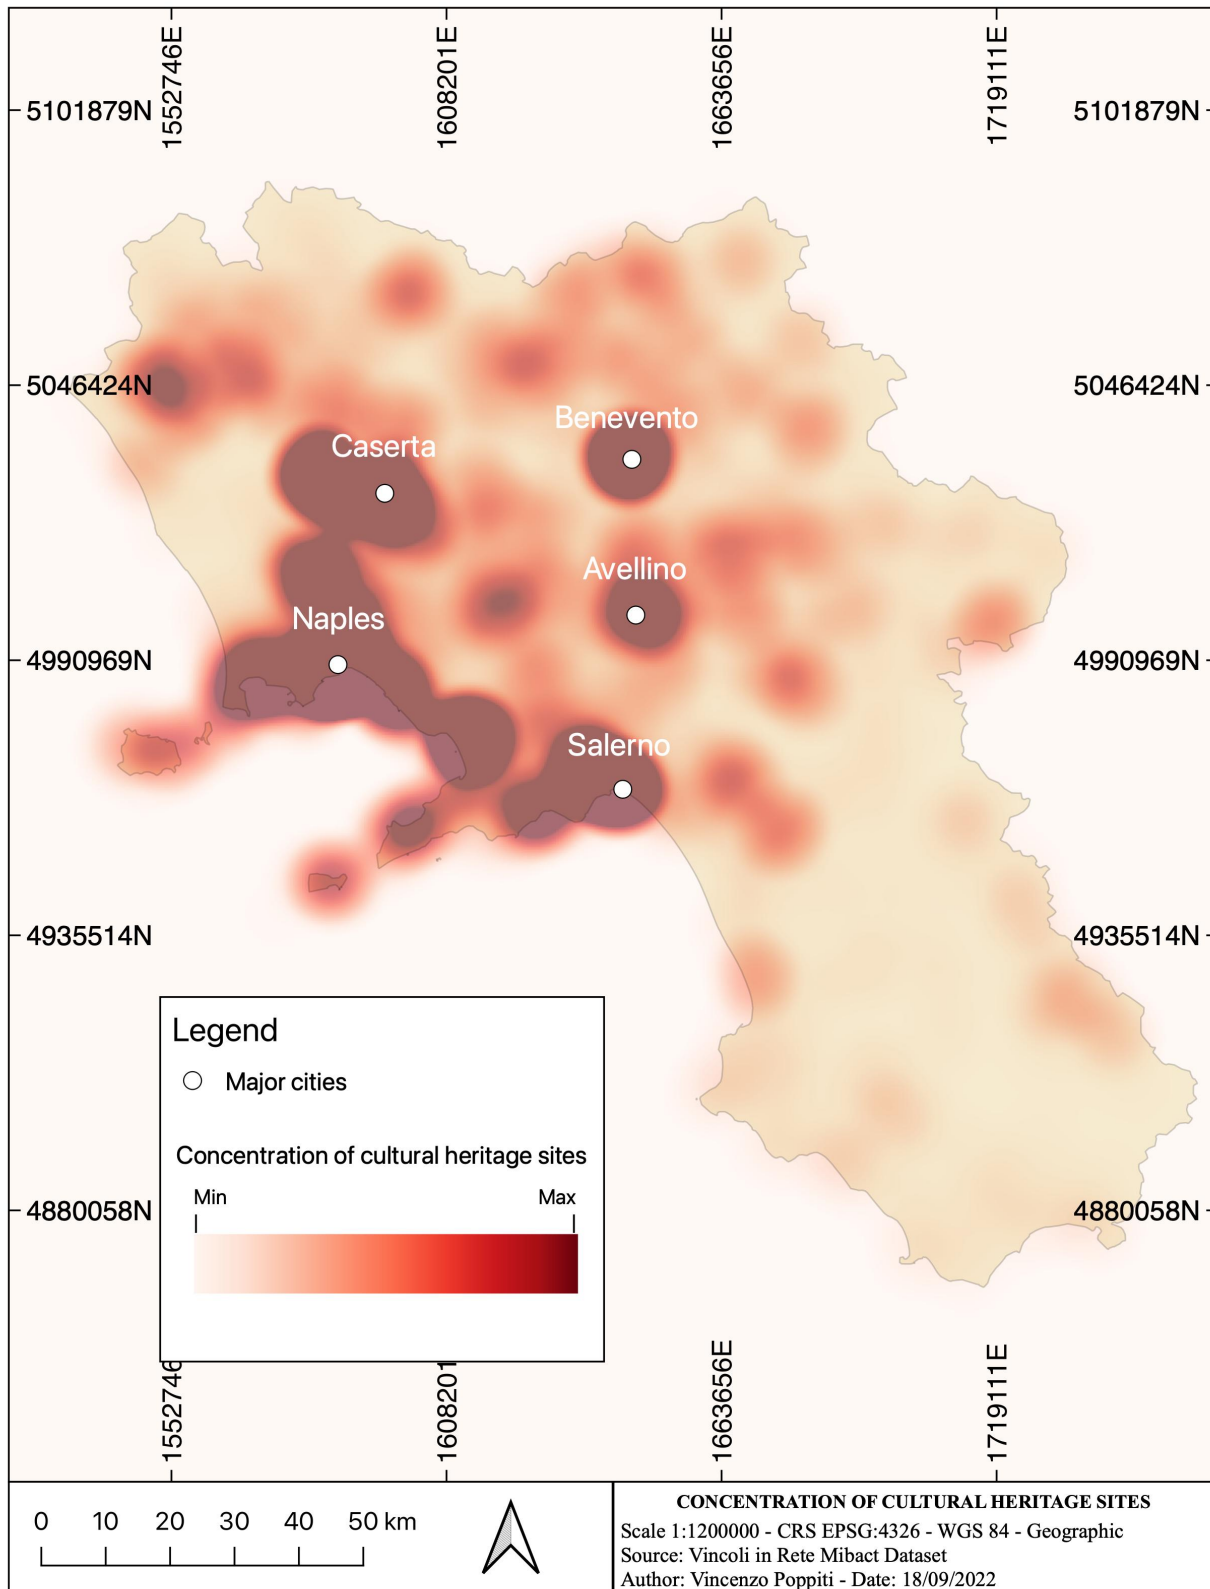 1552746E
1608201E
1663656E
1719111E
5101879N
5101879N
5046424N
5046424N
Benevento
Caserta
Avellino
Naples
4990969N
4990969N
Salerno
4935514N
4935514N
Legend
Major cities
Concentration of cultural heritage sites
Min
Max
4880058N
4880058N
1552746
1608201
1663656E
1719111E
0 10 20 30 40 50 km
CONCENTRATION OF CULTURAL HERITAGE SITES
Scale 1:1200000 - CRS EPSG:4326 - WGS 84 - Geographic
Source: Vincoli in Rete Mibact Dataset
Author: Vincenzo Poppiti - Date: 18/09/2022